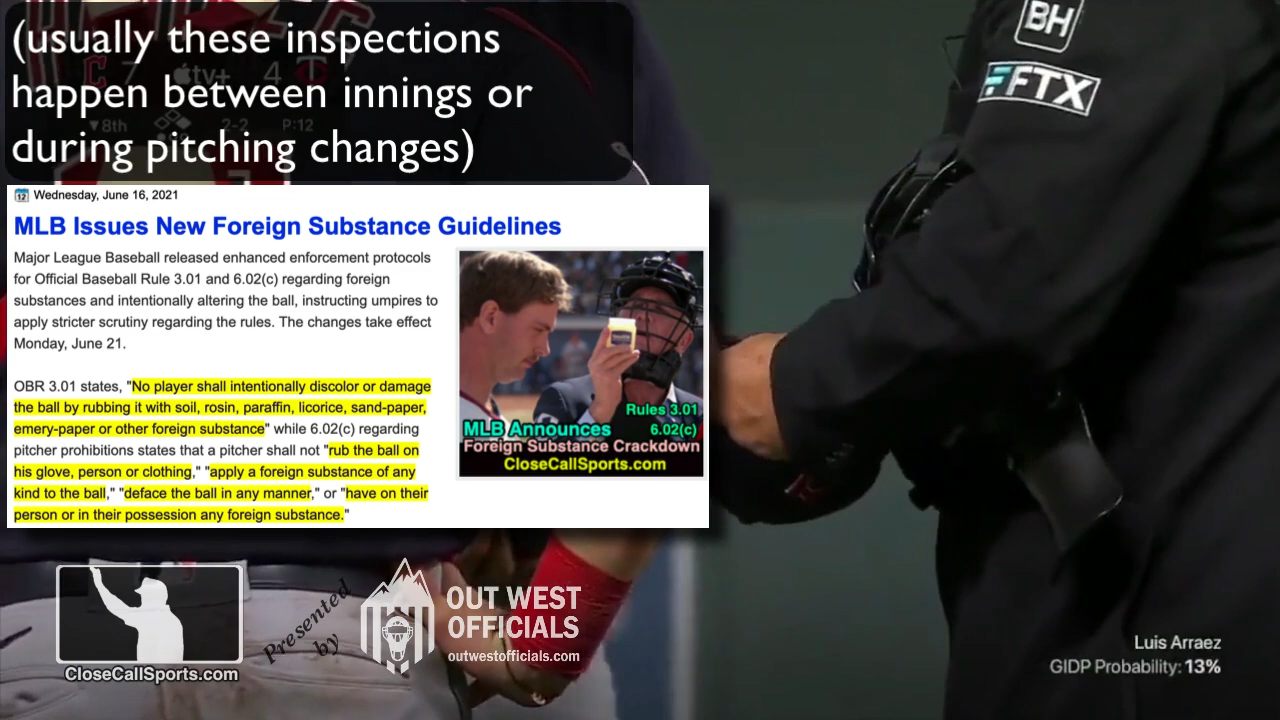 (usually these inspections
happen between innings or
during pitching changes)
C 7 tv+ 4
▼8th 2-2 P:12
BH
FTX
Wednesday, June 16, 2021
MLB Issues New Foreign Substance Guidelines
Major League Baseball released enhanced enforcement protocols
for Official Baseball Rule 3.01 and 6.02(c) regarding foreign
substances and intentionally altering the ball, instructing umpires to
apply stricter scrutiny regarding the rules. The changes take effect
Monday, June 21.
OBR 3.01 states, "No player shall intentionally discolor or damage
the ball by rubbing it with soil, rosin, paraffin, licorice, sand-paper,
emery-paper or other foreign substance" while 6.02(c) regarding
pitcher prohibitions states that a pitcher shall not "rub the ball on
his glove, person or clothing," "apply a foreign substance of any
kind to the ball," "deface the ball in any manner," or "have on their
person or in their possession any foreign substance."
Rules 3.01
6.02(c)
MLB Announces
Foreign Substance Crackdown
CloseCallSports.com
CloseCallSports.com
Presented
by
OUT WEST
OFFICIALS
outwestofficials.com
Luis Arraez
GIDP Probability: 13%